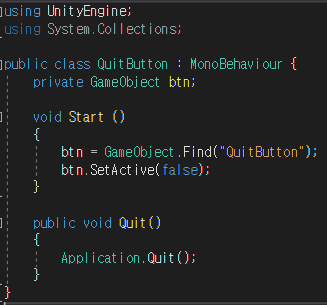 using UnityEngine;
using System.Collections;
public class QuitButton : MonoBehaviour {
private GameObject btn;
void Start ()
{
btn = GameObject.Find("QuitButton");
btn.SetActive(false);
}
public void Quit()
{
Application.Quit();
}
}